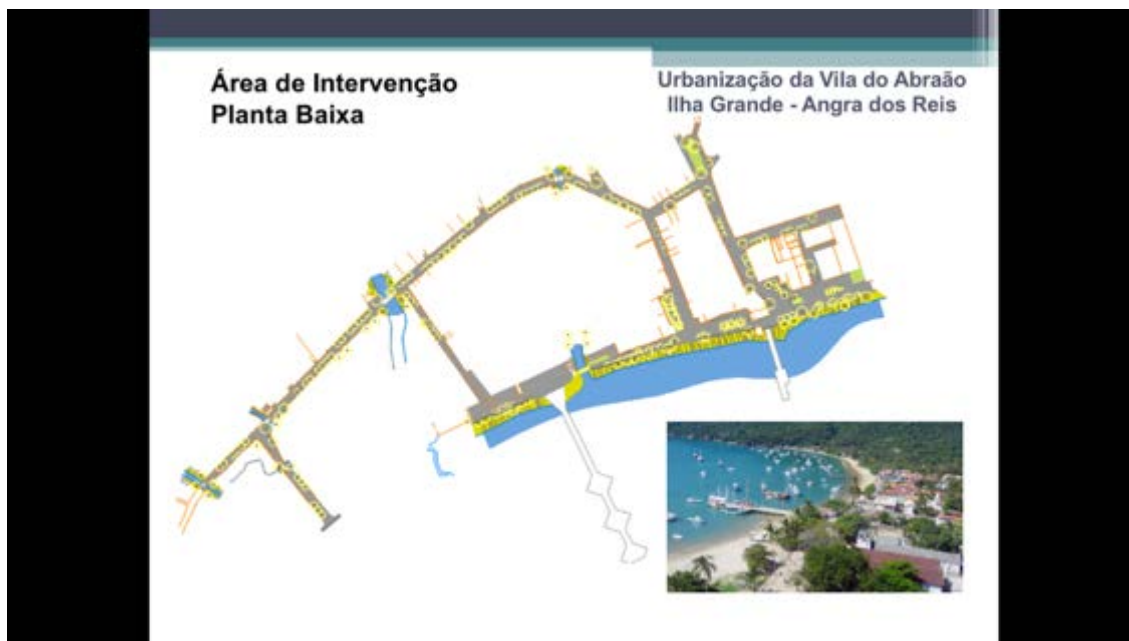 Área de Intervenção
Planta Baixa
Urbanização da Vila do Abraão
Ilha Grande - Angra dos Reis